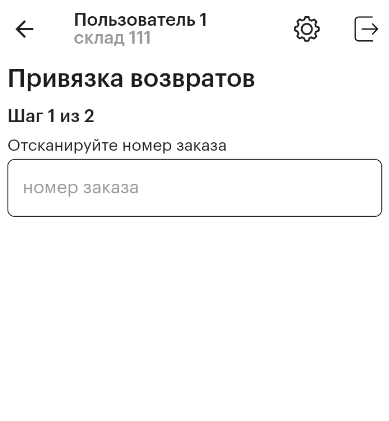 Пользователь 1
склад 111
Привязка возвратов
Шаг 1 из 2
Отсканируйте номер заказа
номер заказа